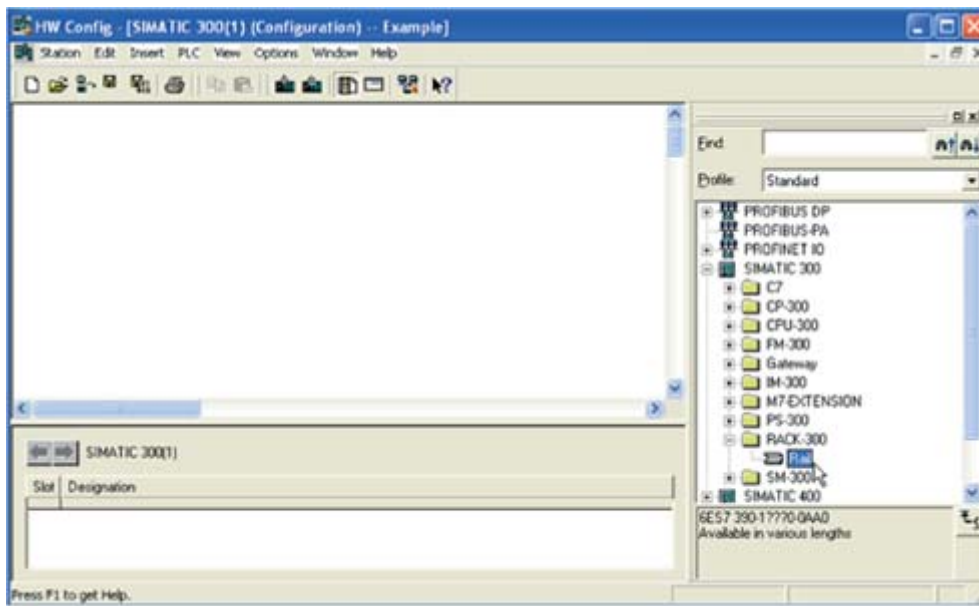 HW Config - [SIMATIC 300(1) (Configuration) -- Example]
Station Edit Insert PLC View Options Window Help
Find:
Profile: Standard
PROFIBUS DP
PROFIBUS-PA
PROFINET IO
SIMATIC 300
C7
CP-300
CPU-300
FM-300
Gateway
IM-300
M7-EXTENSION
PS-300
RACK-300
Rail
SM-300
SIMATIC 400
6ES7 390-1???0-0AA0
Available in various lengths
SIMATIC 300(1)
Slot Designation
Press F1 to get Help.